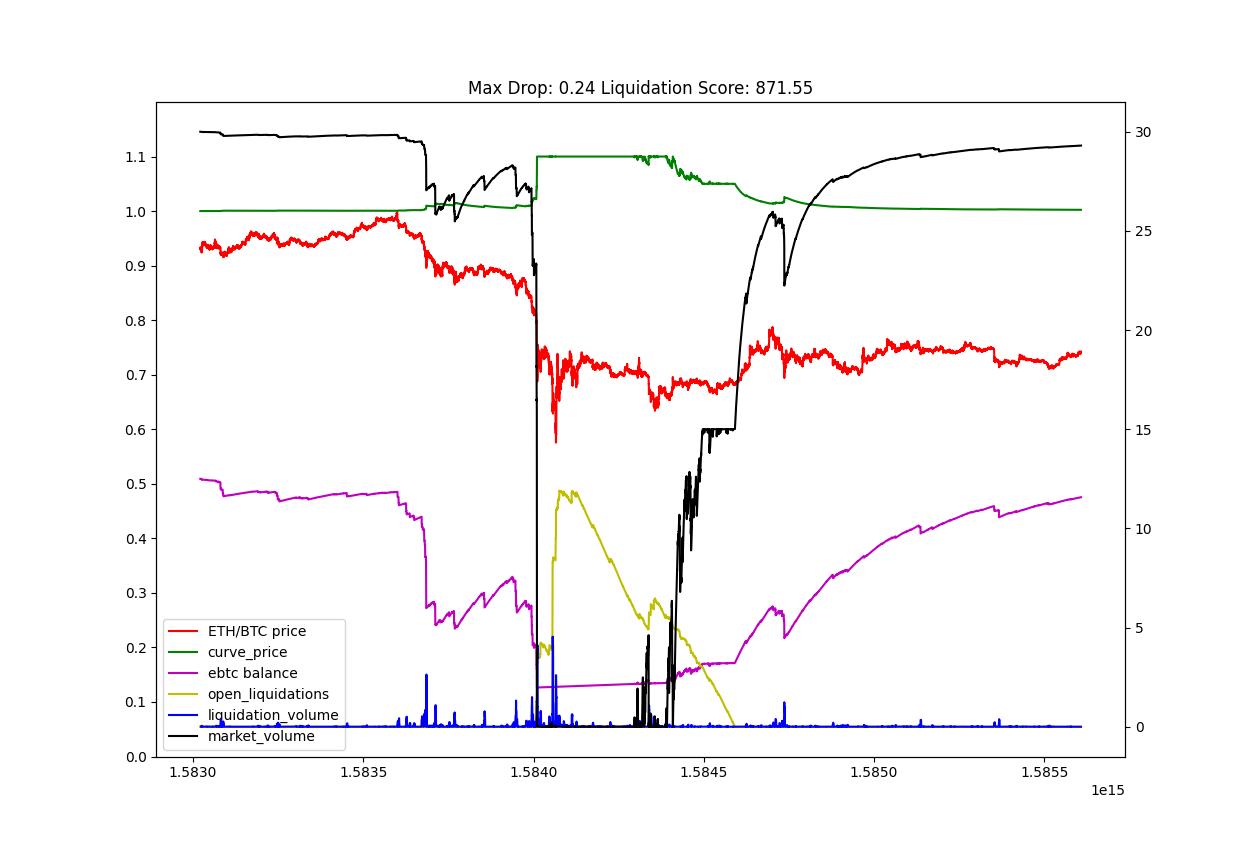 Max Drop: 0.24 Liquidation Score: 871.55
1.1
1.0
0.9
0.8
0.7
0.6
0.5
0.4
0.3
0.2
0.1
0.0
30
25
20
15
10
5
0
ETH/BTC price
curve_price
ebtc balance
open_liquidations
liquidation_volume
market_volume
1.5830 1.5835 1.5840 1.5845 1.5850 1.5855
1e15